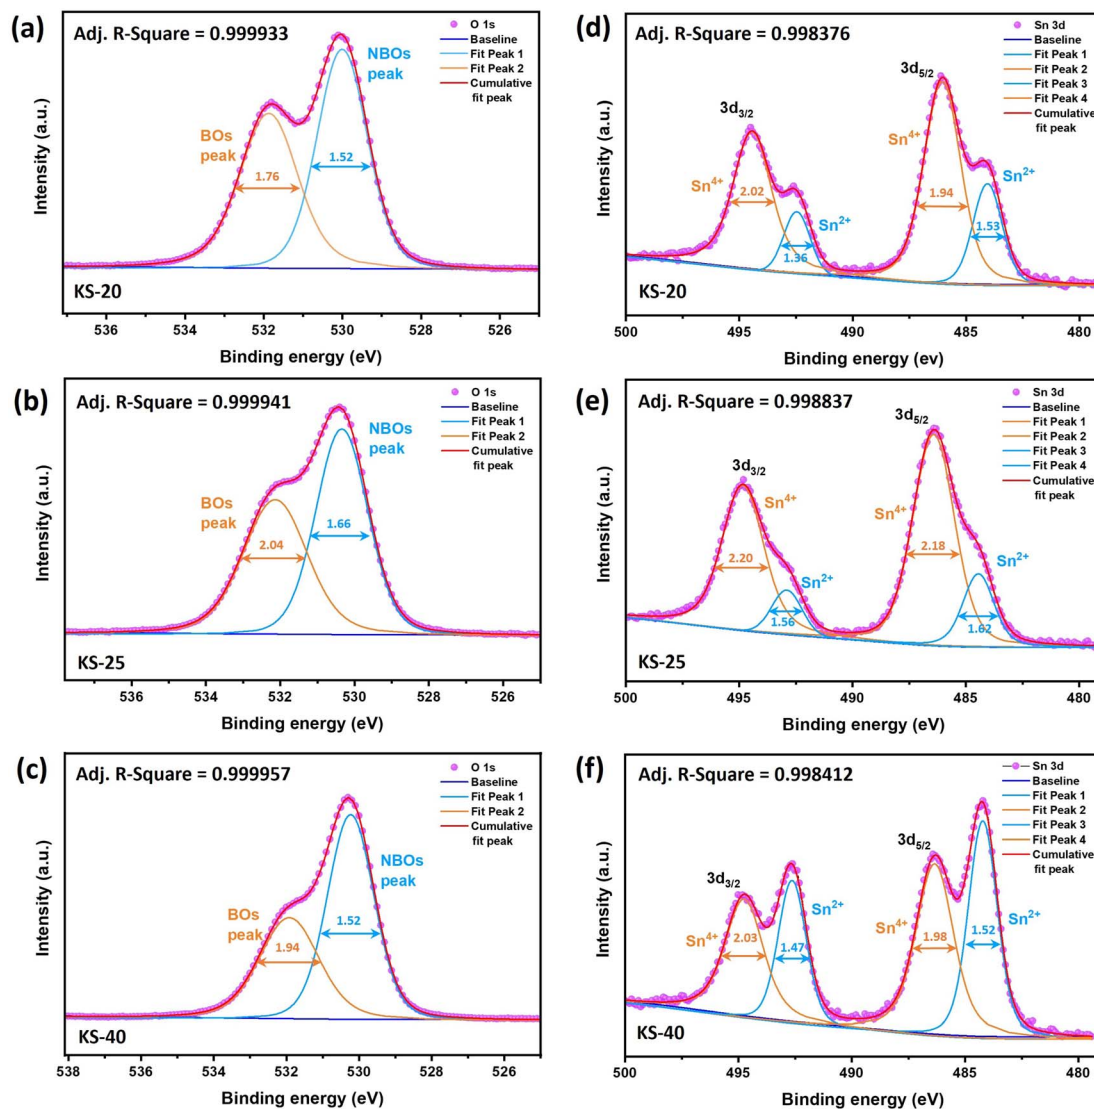 (a)
Adj. R-Square = 0.999933
O 1s
Baseline
Fit Peak 1
Fit Peak 2
Cumulative
fit peak
NBOs
peak
BOs
peak
1.76
1.52
KS-20
Intensity (a.u.)
536 534 532 530 528 526
Binding energy (eV)
(d)
Adj. R-Square = 0.998376
Sn 3d
Baseline
Fit Peak 1
Fit Peak 2
Fit Peak 3
Fit Peak 4
Cumulative
fit peak
3d5/2
3d3/2
Sn4+
Sn2+
Sn4+
Sn2+
2.02
1.36
1.94
1.53
KS-20
Intensity (a.u.)
500 495 490 485 480
Binding energy (ev)
(b)
Adj. R-Square = 0.999941
O 1s
Baseline
Fit Peak 1
Fit Peak 2
Cumulative
fit peak
NBOs
peak
BOs
peak
2.04
1.66
KS-25
Intensity (a.u.)
536 534 532 530 528 526
Binding energy (eV)
(e)
Adj. R-Square = 0.998837
Sn 3d
Baseline
Fit Peak 1
Fit Peak 2
Fit Peak 3
Fit Peak 4
Cumulative
fit peak
3d5/2
3d3/2
Sn4+
Sn4+
Sn2+
Sn2+
2.20
1.56
2.18
1.62
KS-25
Intensity (a.u.)
500 495 490 485 480
Binding energy (eV)
(c)
Adj. R-Square = 0.999957
O 1s
Baseline
Fit Peak 1
Fit Peak 2
Cumulative
fit peak
NBOs
peak
BOs
peak
1.94
1.52
KS-40
Intensity (a.u.)
538 536 534 532 530 528 526
Binding energy (eV)
(f)
Adj. R-Square = 0.998412
Sn 3d
Baseline
Fit Peak 1
Fit Peak 2
Fit Peak 3
Fit Peak 4
Cumulative
fit peak
3d5/2
3d3/2
Sn4+
Sn2+
Sn4+
Sn2+
2.03
1.47
1.98
1.52
KS-40
Intensity (a.u.)
500 495 490 485 480
Binding energy (eV)